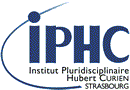 iPHC
Institut Pluridisciplinaire
Hubert CURIEN
STRASBOURG